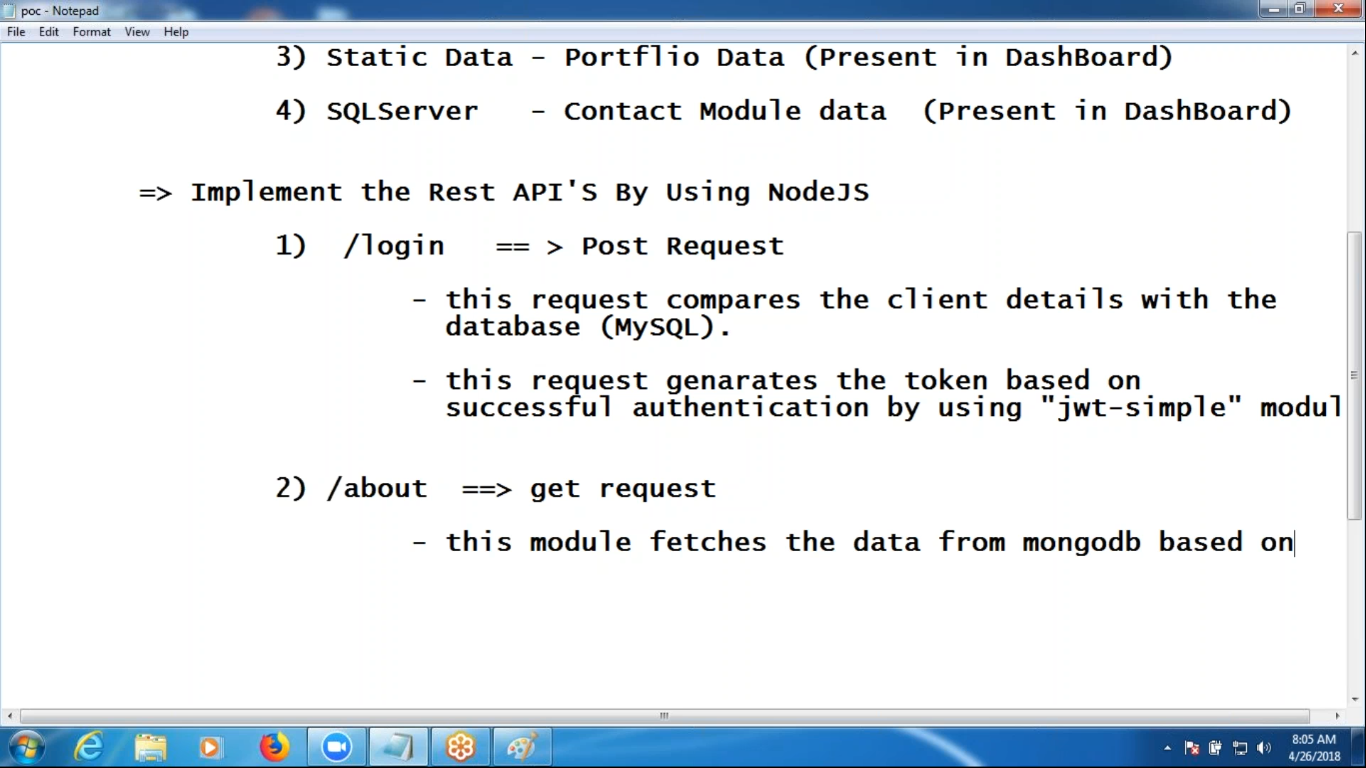 poc - Notepad
File Edit Format View Help
3) Static Data - Portflio Data (Present in DashBoard)
4) SQLServer - Contact Module data (Present in DashBoard)
=> Implement the Rest API'S By Using NodeJS
1) /login == > Post Request
- this request compares the client details with the
database (MySQL).
- this request genarates the token based on
successful authentication by using "jwt-simple" modul
2) /about ==> get request
- this module fetches the data from mongodb based on
8:05 AM
4/26/2018